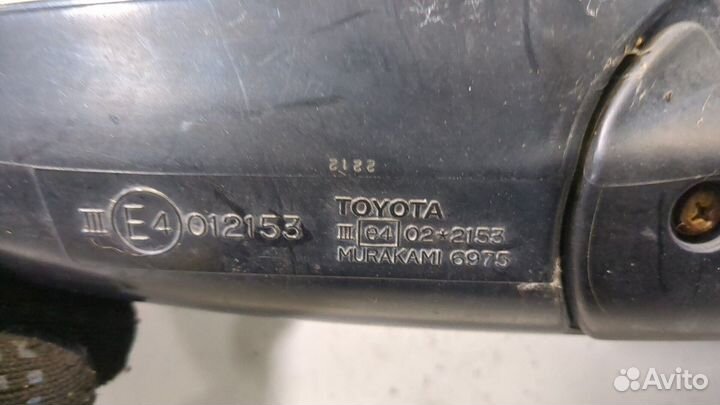 2212
III E4 012153
TOYOTA
III e4 02*2153
MURAKAMI 6975
Avito